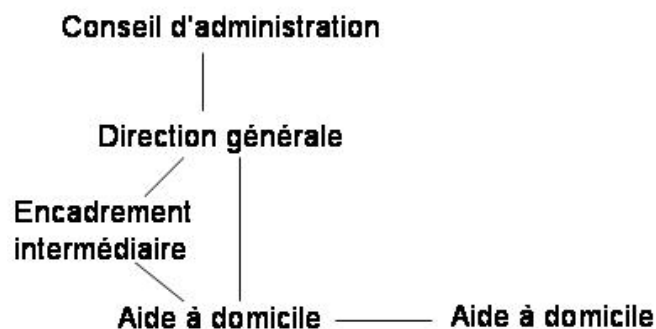 Conseil d'administration
Direction générale
Encadrement
intermédiaire
Aide à domicile
Aide à domicile